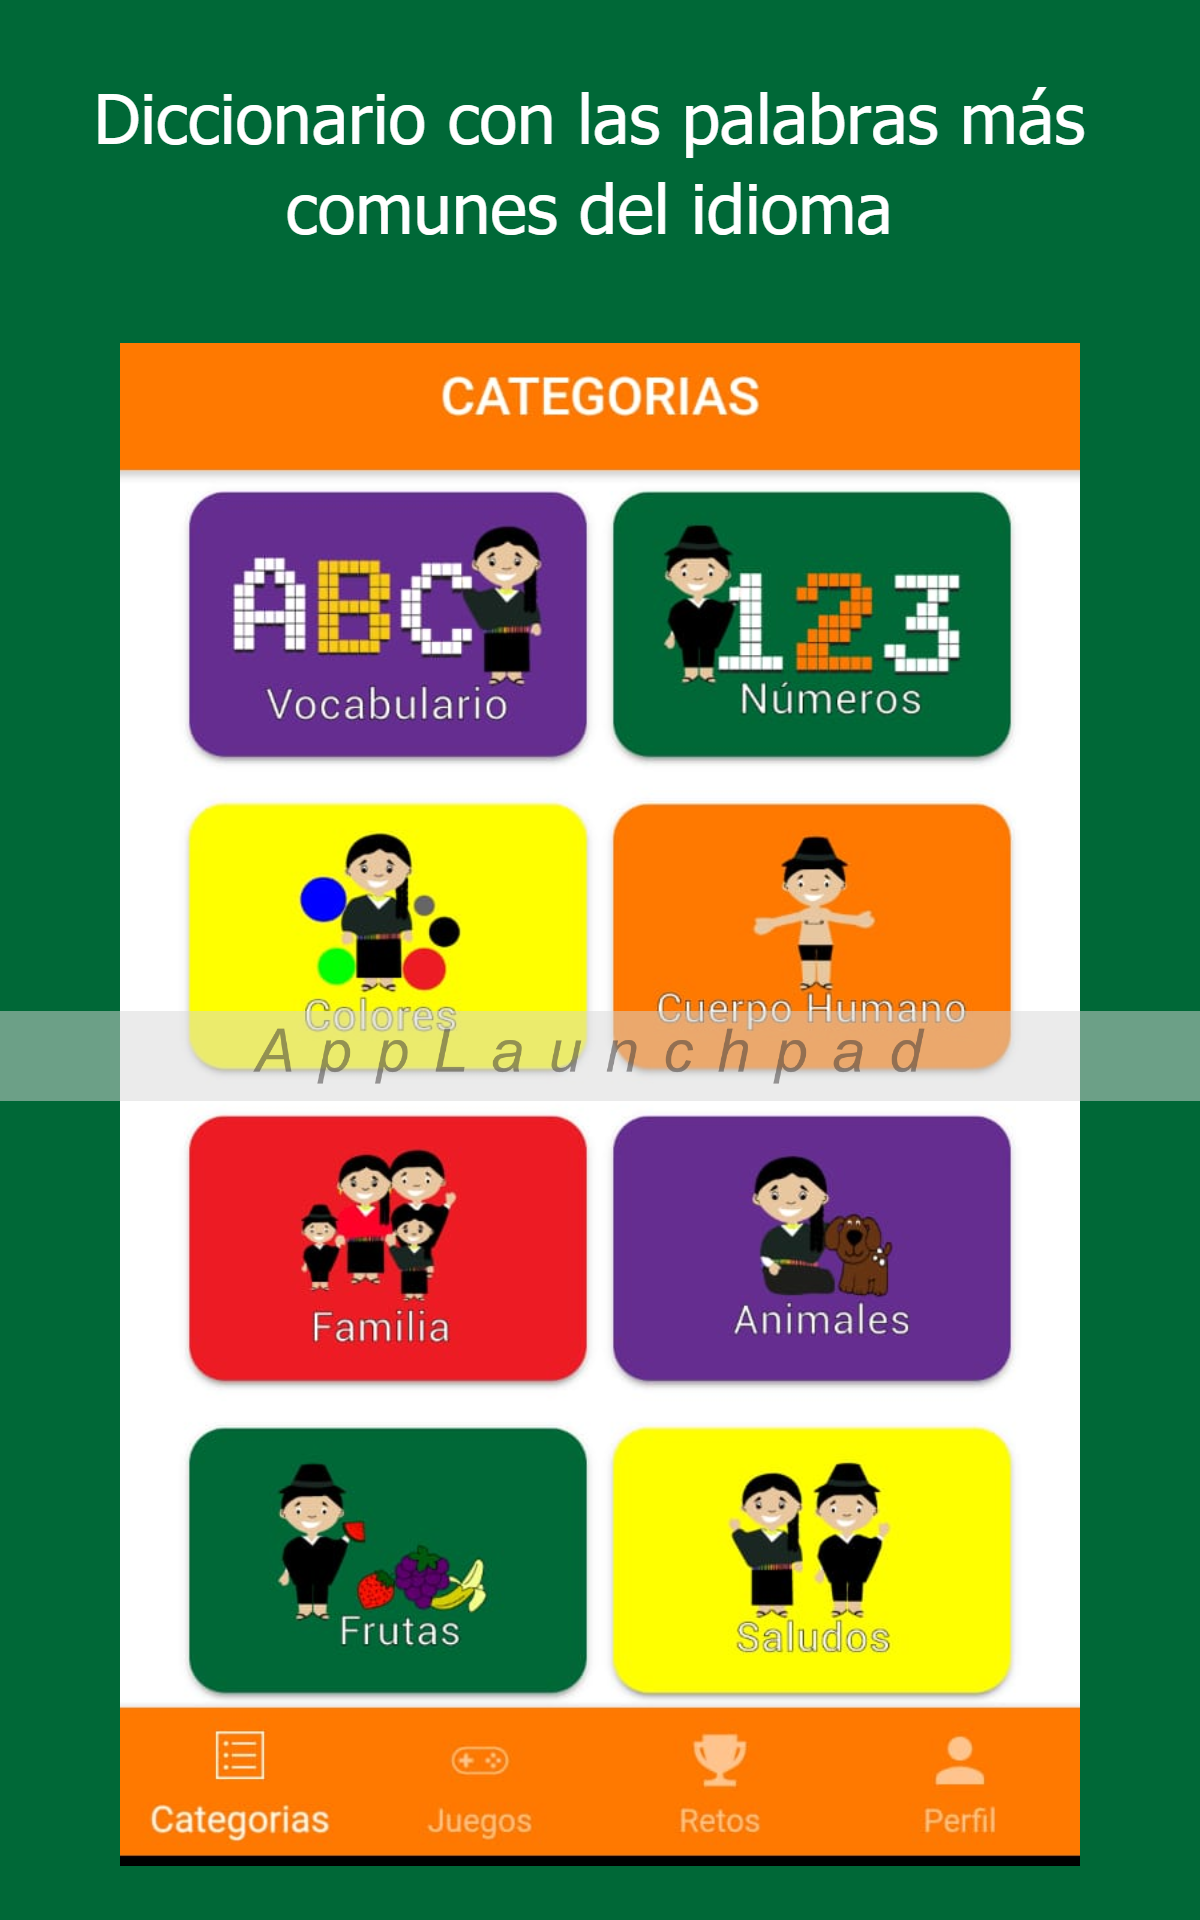 Diccionario con las palabras más
comunes del idioma
CATEGORIAS
ABC
Vocabulario
123
Números
Colores
Cuerpo Humano
AppLaunchpad
Familia
Animales
Frutas
Saludos
Categorias
Juegos
Retos
Perfil